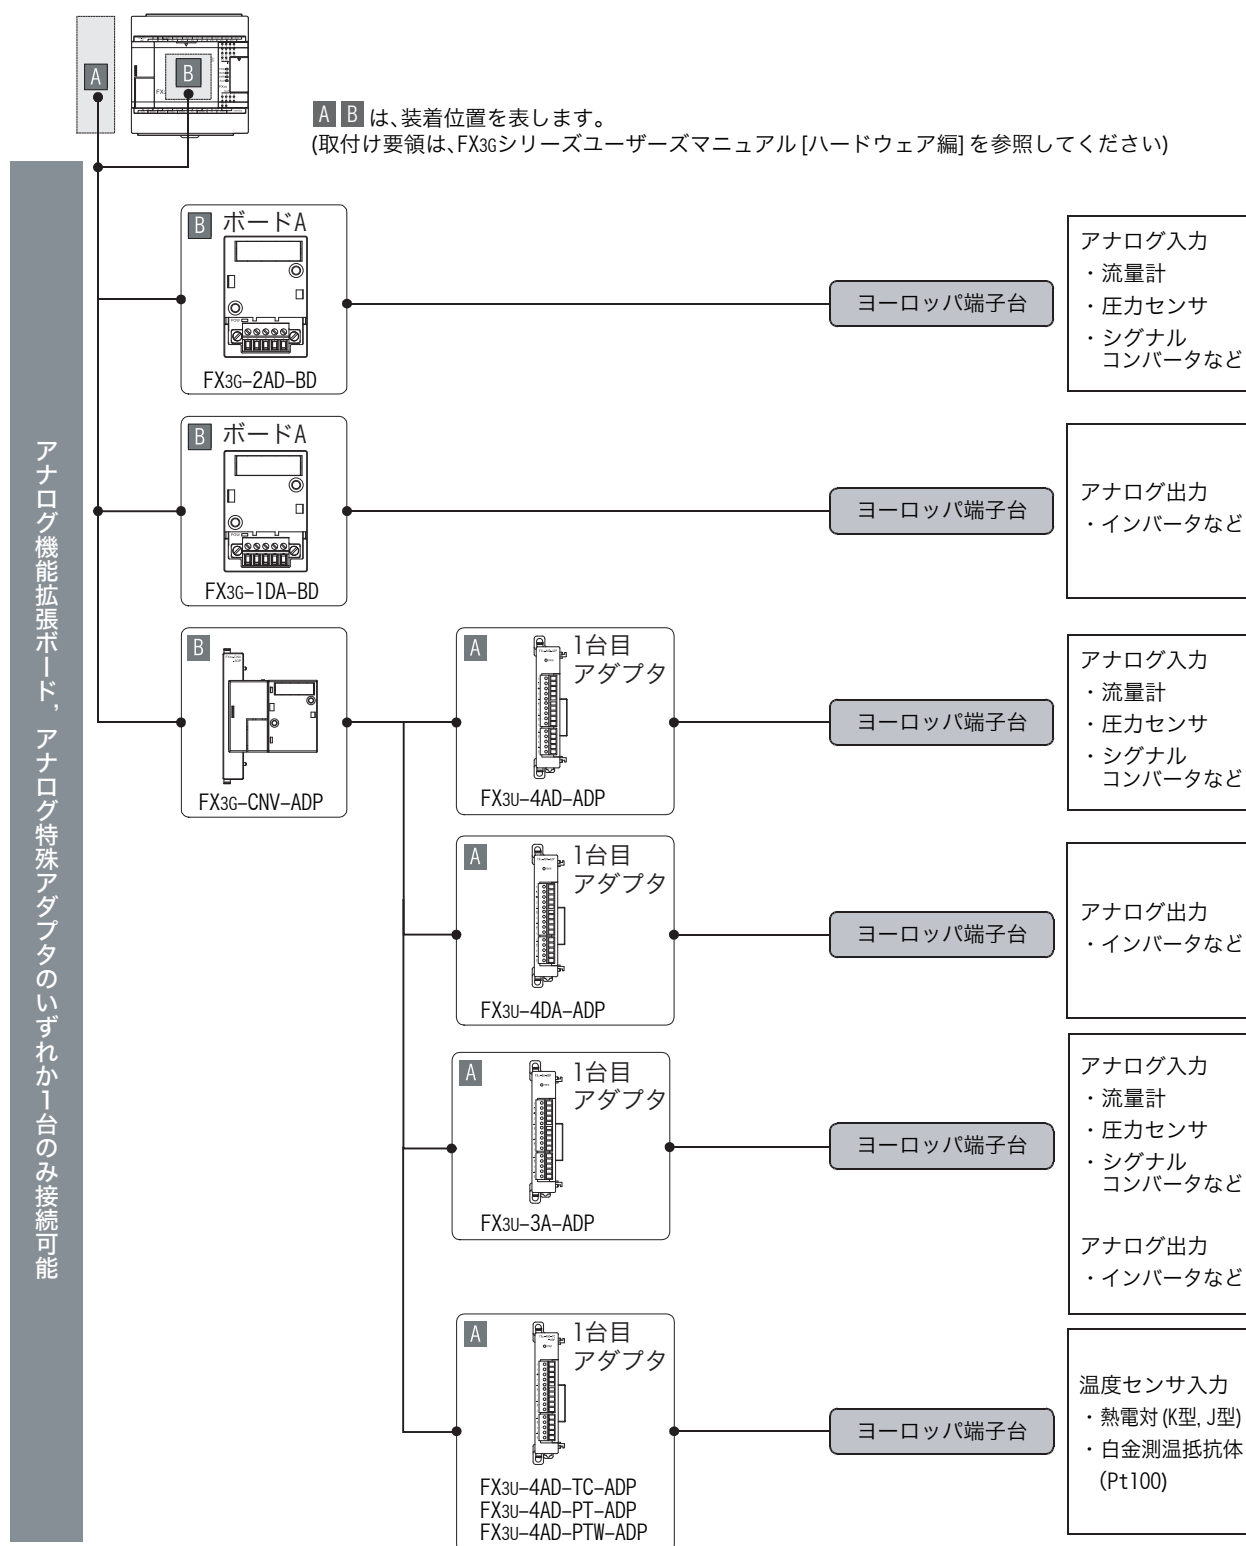 A
B
A B は、装着位置を表します。
(取付け要領は、FX3Gシリーズユーザーズマニュアル [ハードウェア編] を参照してください)
アナログ機能拡張ボード，アナログ特殊アダプタのいずれか1台のみ接続可能
B ボードA
FX3G-2AD-BD
ヨーロッパ端子台
アナログ入力
・流量計
・圧力センサ
・シグナル
コンバータなど
B ボードA
FX3G-1DA-BD
ヨーロッパ端子台
アナログ出力
・インバータなど
B
FX3G-CNV-ADP
A 1台目
アダプタ
FX3U-4AD-ADP
ヨーロッパ端子台
アナログ入力
・流量計
・圧力センサ
・シグナル
コンバータなど
A 1台目
アダプタ
FX3U-4DA-ADP
ヨーロッパ端子台
アナログ出力
・インバータなど
A 1台目
アダプタ
FX3U-3A-ADP
ヨーロッパ端子台
アナログ入力
・流量計
・圧力センサ
・シグナル
コンバータなど
アナログ出力
・インバータなど
A 1台目
アダプタ
FX3U-4AD-TC-ADP
FX3U-4AD-PT-ADP
FX3U-4AD-PTW-ADP
ヨーロッパ端子台
温度センサ入力
・熱電対 (K型, J型)
・白金測温抵抗体
(Pt100)